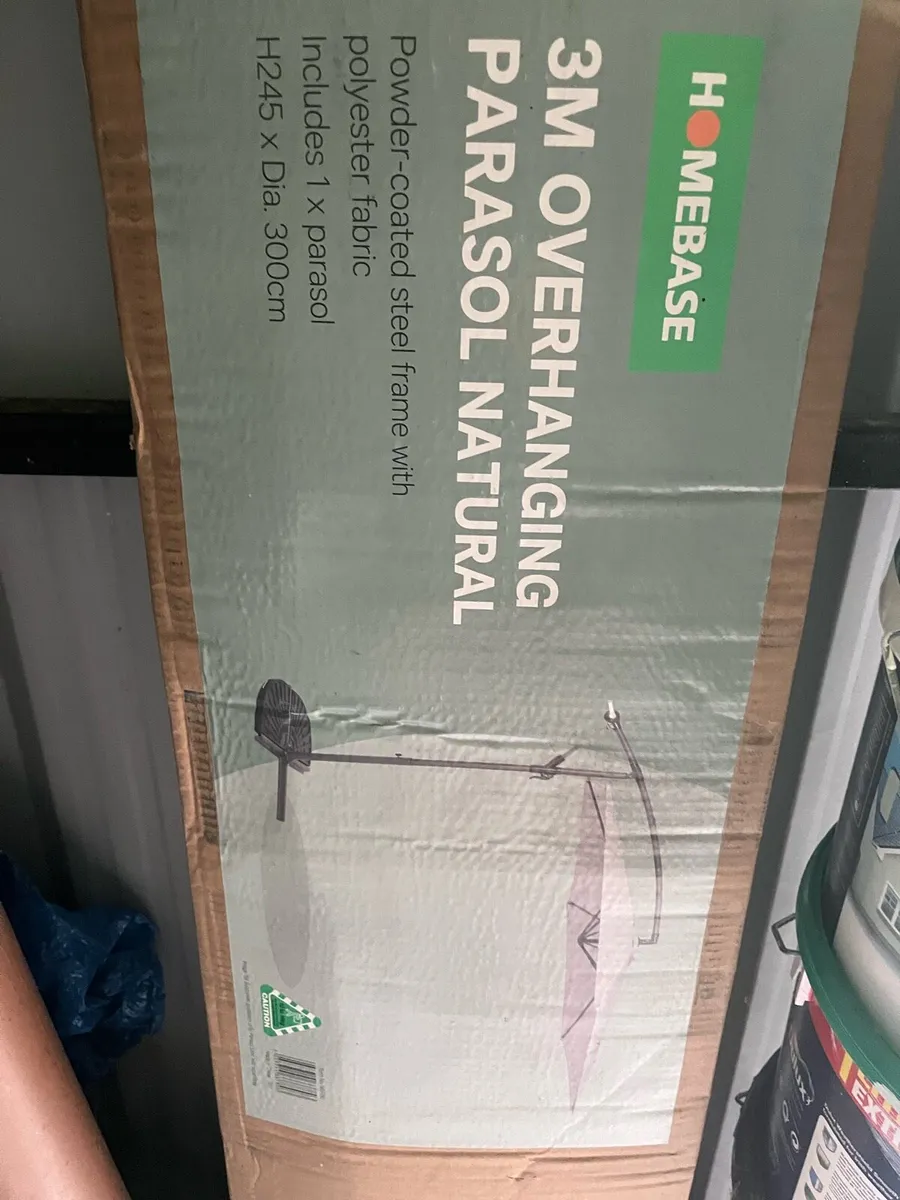 HOMEBASE
3M OVERHANGING
PARASOL NATURAL
Powder-coated steel frame with
polyester fabric
Includes 1 x parasol
H245 x Dia. 300cm
CAUTION